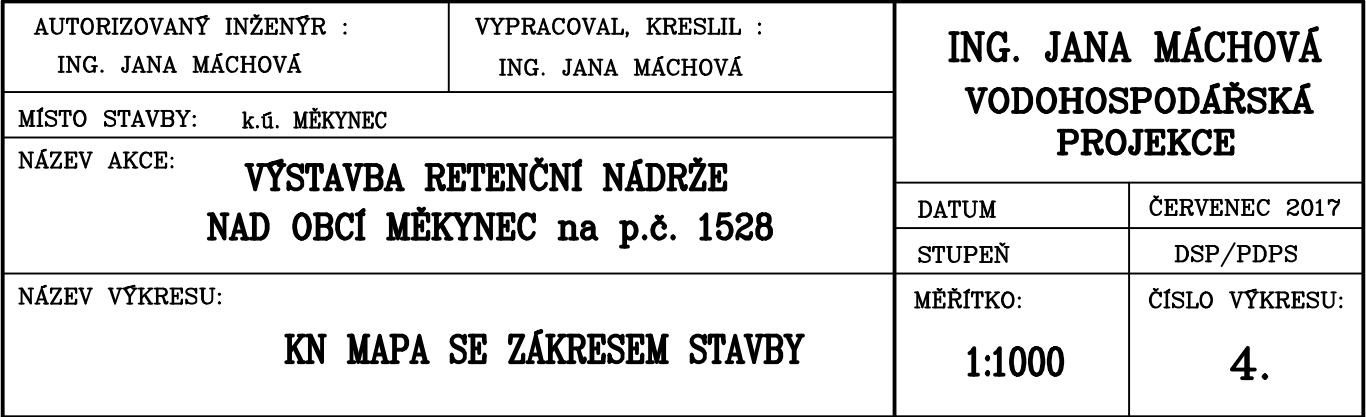 AUTORIZOVANÝ INŽENÝR :
ING. JANA MÁCHOVÁ
VYPRACOVAL, KRESLIL :
ING. JANA MÁCHOVÁ
MÍSTO STAVBY: k.ú. MĚKYNEC
NÁZEV AKCE:
VÝSTAVBA RETENČNÍ NÁDRŽE
NAD OBCÍ MĚKYNEC na p.č. 1528
NÁZEV VÝKRESU:
KN MAPA SE ZÁKRESEM STAVBY
ING. JANA MÁCHOVÁ
VODOHOSPODÁŘSKÁ
PROJEKCE
DATUM ČERVENEC 2017
STUPEŇ DSP/PDPS
MĚŘÍTKO:
1:1000
ČÍSLO VÝKRESU:
4.